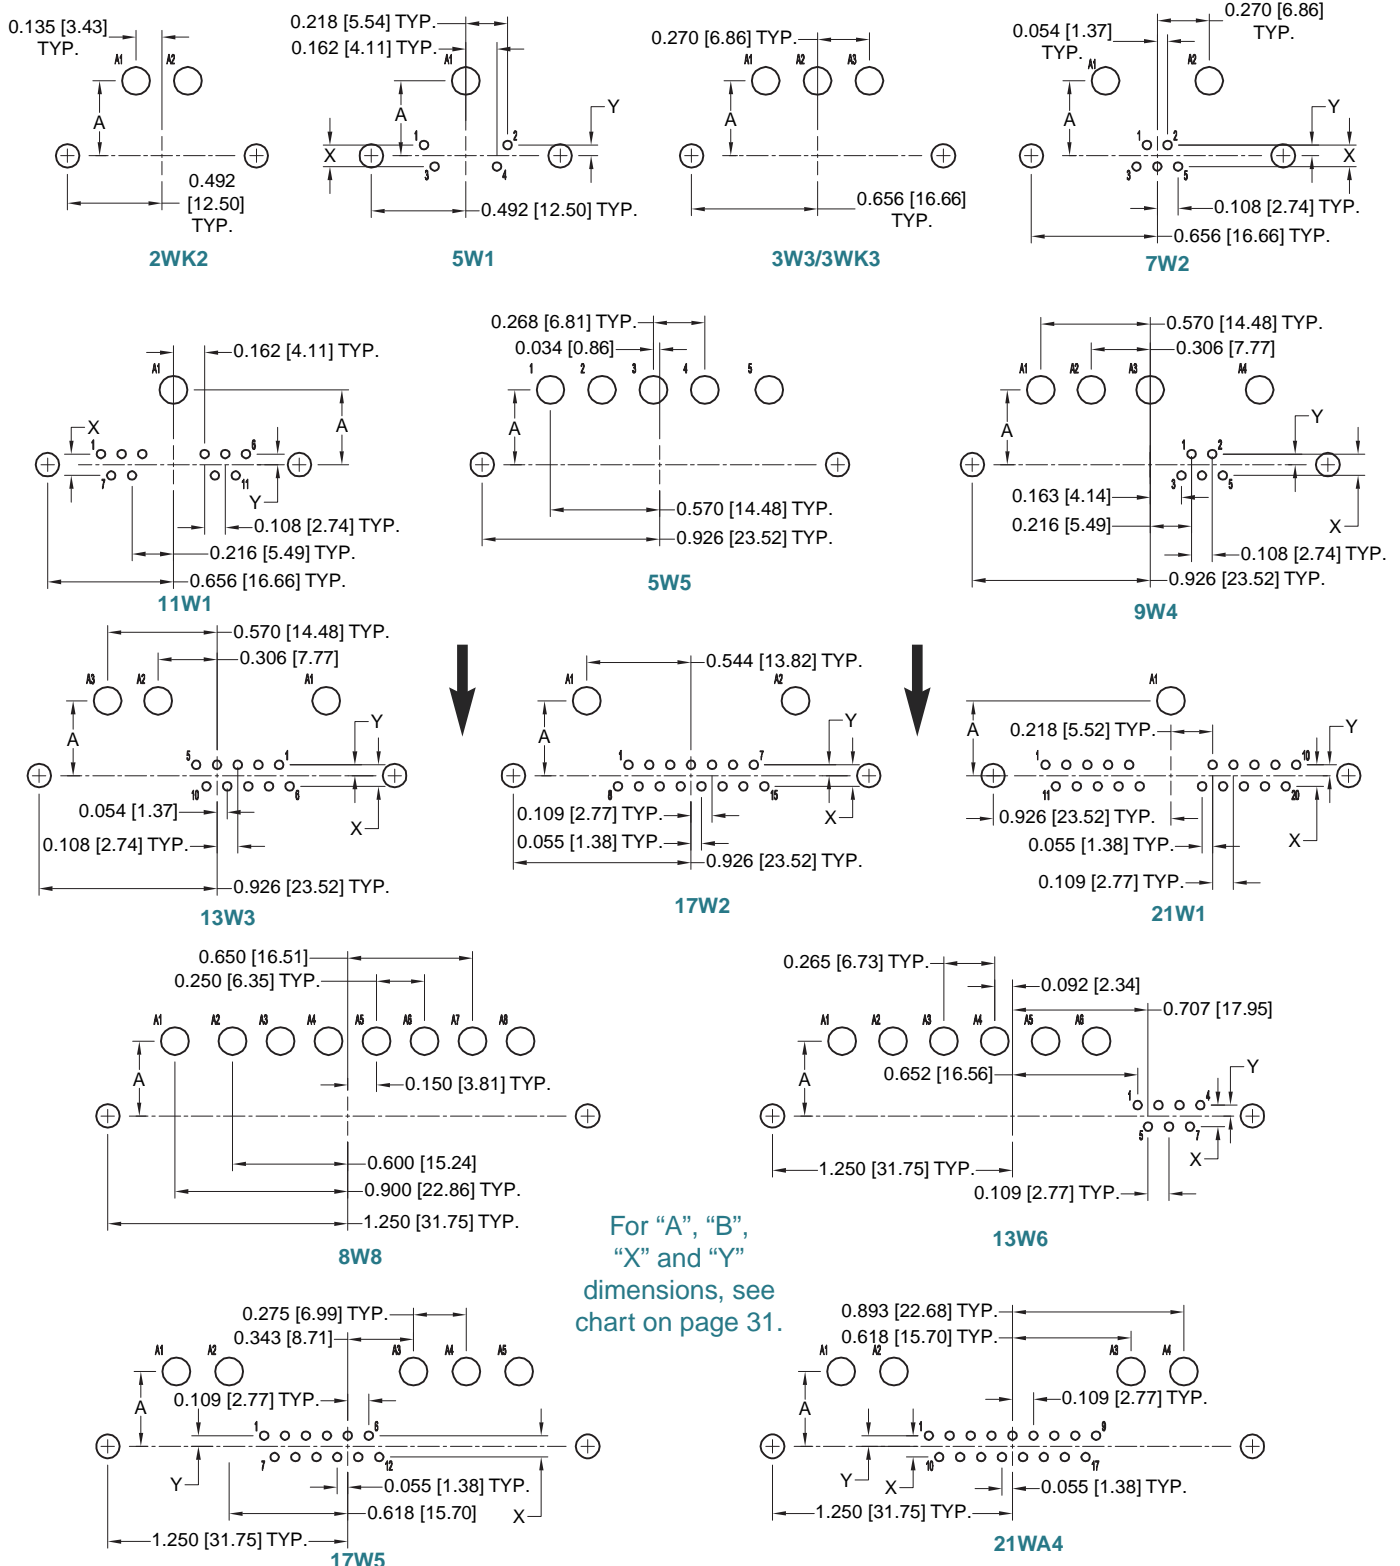 0.135 [3.43]
TYP.
A1
A2
A
0.492
[12.50]
TYP.
2WK2
0.218 [5.54] TYP.
0.162 [4.11] TYP.
A1
A
Y
X
1
2
3
4
0.492 [12.50] TYP.
5W1
0.270 [6.86] TYP.
A1
A2
A3
A
0.656 [16.66]
TYP.
3W3/3WK3
0.270 [6.86]
TYP.
0.054 [1.37]
TYP.
A1
A2
A
Y
X
1
2
3
5
0.108 [2.74] TYP.
0.656 [16.66] TYP.
7W2
0.162 [4.11] TYP.
A1
A
X
1
6
7
11
Y
0.108 [2.74] TYP.
0.216 [5.49] TYP.
0.656 [16.66] TYP.
11W1
0.268 [6.81] TYP.
0.034 [0.86]
1
2
3
4
5
A
0.570 [14.48] TYP.
0.926 [23.52] TYP.
5W5
0.570 [14.48] TYP.
0.306 [7.77]
A1
A2
A3
A4
A
Y
1
2
3
5
0.163 [4.14]
0.216 [5.49]
X
0.108 [2.74] TYP.
0.926 [23.52] TYP.
9W4
0.570 [14.48] TYP.
0.306 [7.77]
A3
A2
A1
A
Y
5
1
10
6
0.054 [1.37]
X
0.108 [2.74] TYP.
0.926 [23.52] TYP.
13W3
0.544 [13.82] TYP.
A1
A2
A
Y
1
7
8
15
0.109 [2.77] TYP.
X
0.055 [1.38] TYP.
0.926 [23.52] TYP.
17W2
A1
A
0.218 [5.52] TYP.
Y
1
10
11
20
0.926 [23.52] TYP.
X
0.055 [1.38] TYP.
0.109 [2.77] TYP.
21W1
0.650 [16.51]
0.250 [6.35] TYP.
A1
A2
A3
A4
A5
A6
A7
A8
A
0.150 [3.81] TYP.
0.600 [15.24]
0.900 [22.86] TYP.
1.250 [31.75] TYP.
8W8
0.265 [6.73] TYP.
0.092 [2.34]
0.707 [17.95]
A1
A2
A3
A4
A5
A6
A
0.652 [16.56]
Y
1
4
5
7
X
1.250 [31.75] TYP.
0.109 [2.77] TYP.
13W6
For “A”, “B”,
“X” and “Y”
dimensions, see
chart on page 31.
0.275 [6.99] TYP.
0.343 [8.71]
A1
A2
A3
A4
A5
A
0.109 [2.77] TYP.
1
6
7
12
Y
0.055 [1.38] TYP.
0.618 [15.70]
X
1.250 [31.75] TYP.
17W5
0.893 [22.68] TYP.
0.618 [15.70] TYP.
A1
A2
A3
A4
A
0.109 [2.77] TYP.
1
9
10
17
Y
X
0.055 [1.38] TYP.
1.250 [31.75] TYP.
21WA4